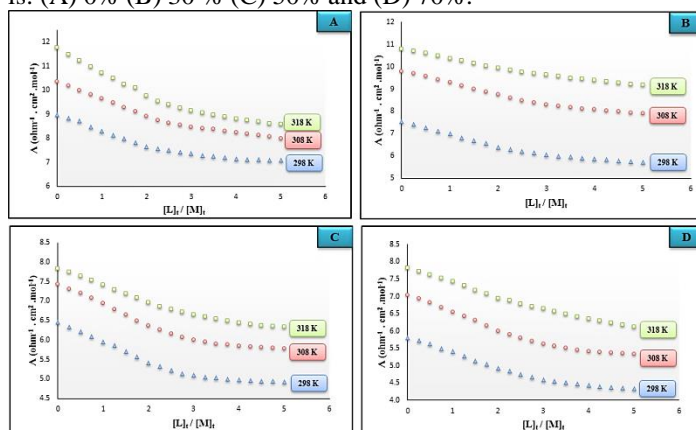 is: (A) 0% (B) 30 % (C) 50% and (D) 70%.
A
12
11
10
9
8
7
6
Λ (ohm⁻¹ . cm² .mol⁻¹)
318 K
308 K
298 K
0 1 2 3 4 5 6
[L]ₜ / [M]ₜ
B
12
11
10
9
8
7
6
5
Λ (ohm⁻¹ . cm² .mol⁻¹)
318 K
308 K
298 K
0 1 2 3 4 5 6
[L]ₜ / [M]ₜ
C
8.5
8.0
7.5
7.0
6.5
6.0
5.5
5.0
4.5
Λ (ohm⁻¹ . cm² .mol⁻¹)
318 K
308 K
298 K
0 1 2 3 4 5 6
[L]ₜ / [M]ₜ
D
8.5
8.0
7.5
7.0
6.5
6.0
5.5
5.0
4.5
4.0
Λ (ohm⁻¹ . cm² .mol⁻¹)
318 K
308 K
298 K
0 1 2 3 4 5 6
[L]ₜ / [M]ₜ